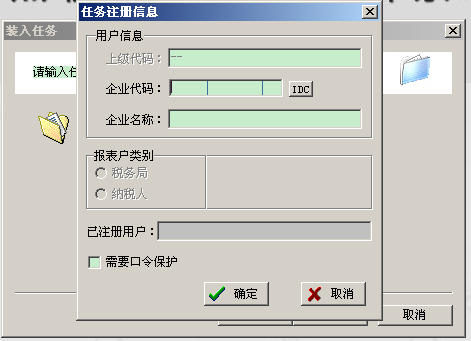 任务注册信息
装入任务
用户信息
上级代码：--
请输入任
企业代码：
IDC
企业名称：
报表户类别
税务局
纳税人
已注册用户：
需要口令保护
确定
取消
取消